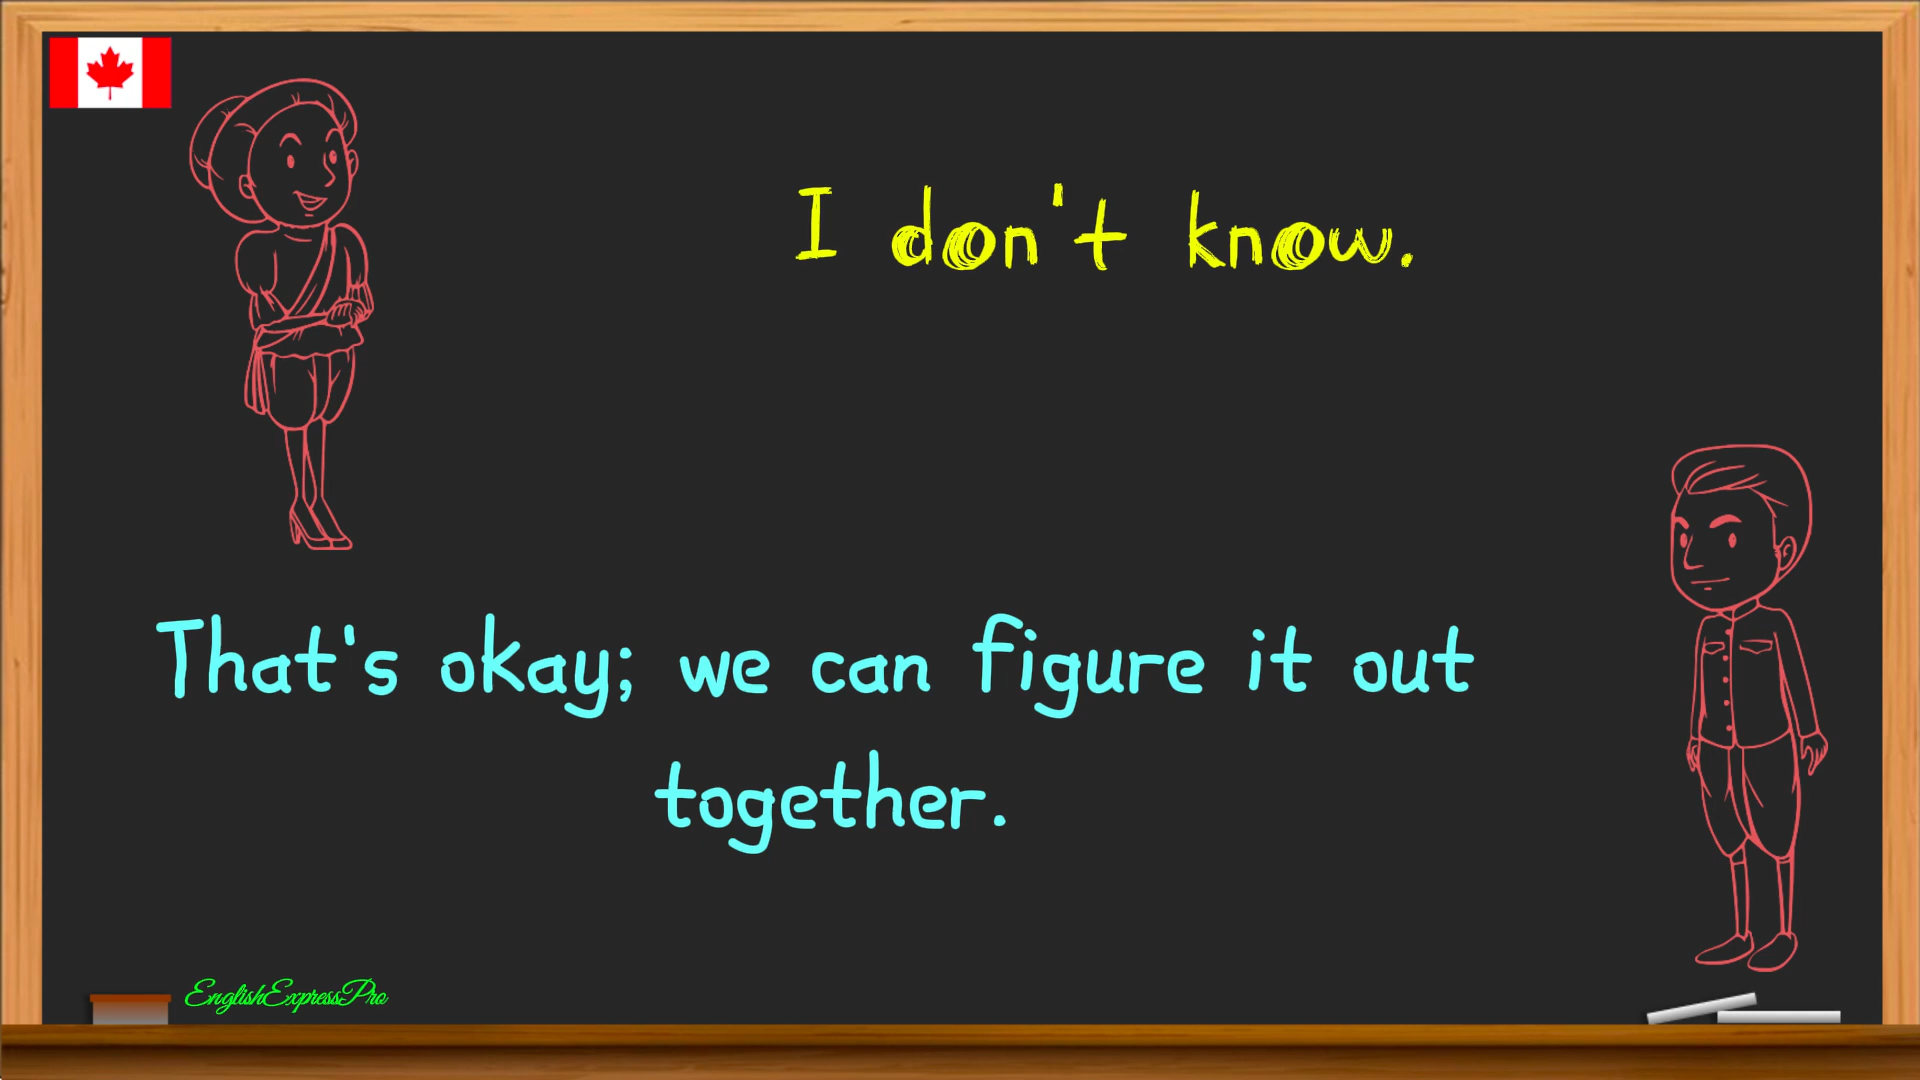 I don't know.
That's okay; we can figure it out
together.
EnglishExpressPro